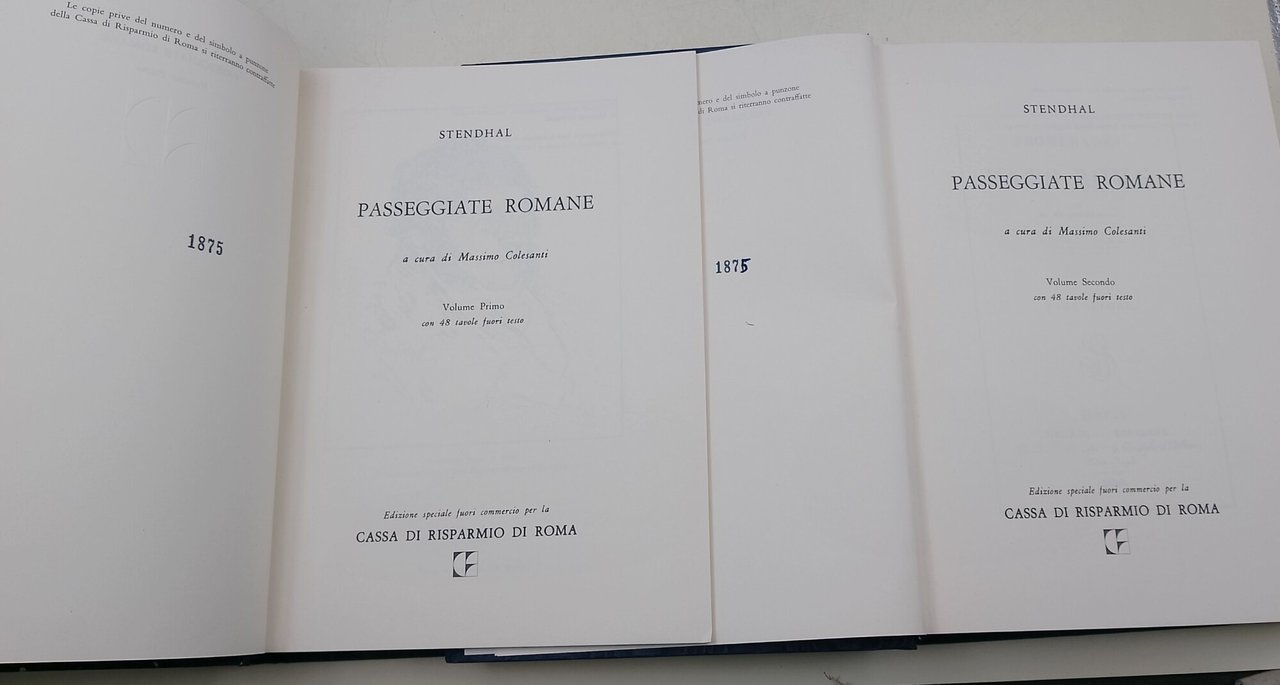 Le copie prive del numero e del simbolo a punzone
della Cassa di Risparmio di Roma si riterranno contraffatte
1875
STENDHAL
PASSEGGIATE ROMANE
a cura di Massimo Colesanti
Volume Primo
con 48 tavole fuori testo
Edizione speciale fuori commercio per la
CASSA DI RISPARMIO DI ROMA
e del simbolo a punzone
di Roma si riterranno contraffatte
1875
STENDHAL
PASSEGGIATE ROMANE
a cura di Massimo Colesanti
Volume Secondo
con 48 tavole fuori testo
Edizione speciale fuori commercio per la
CASSA DI RISPARMIO DI ROMA